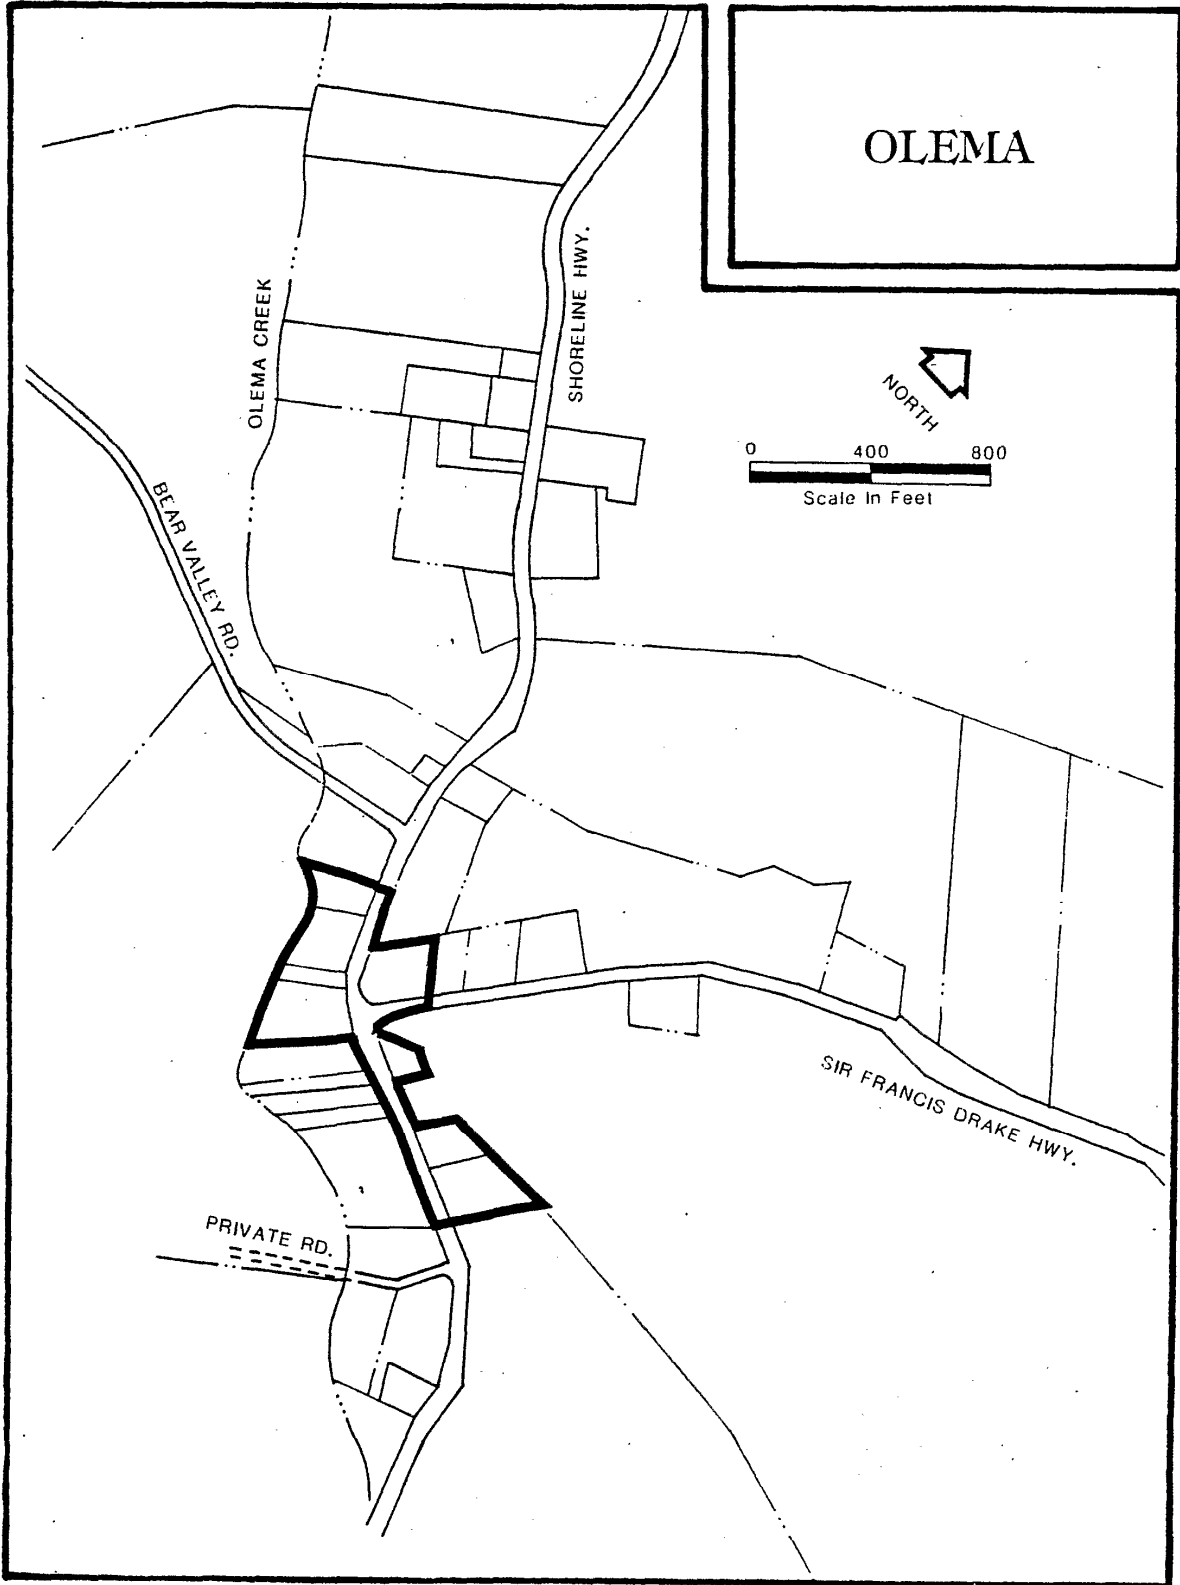 OLEMA
SHORELINE HWY.
OLEMA CREEK
NORTH
0 400 800
Scale In Feet
BEAR VALLEY RD.
SIR FRANCIS DRAKE HWY.
PRIVATE RD.